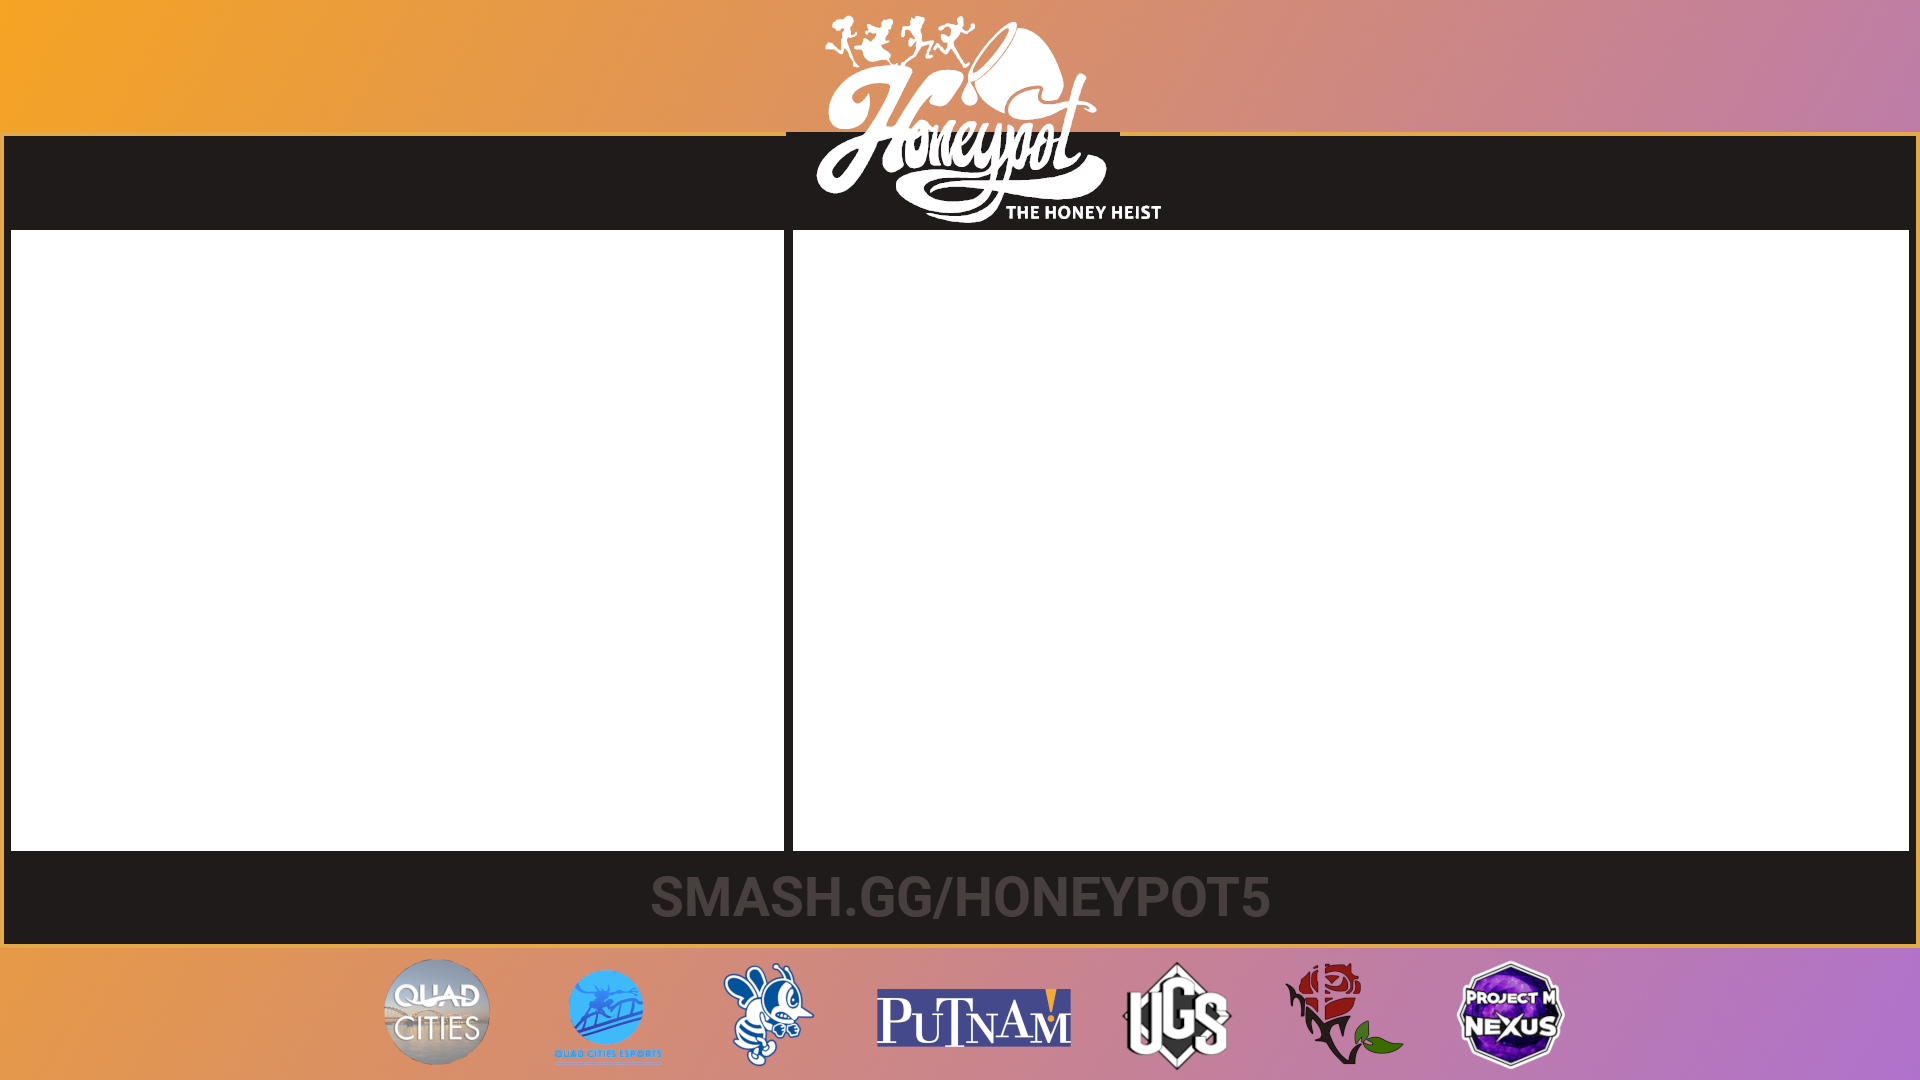 Honeypot
THE HONEY HEIST
SMASH.GG/HONEYPOT5
QUAD
CITIES
QUAD CITIES ESPORTS
PUTNAM!
UGS
PROJECT M
NEXUS